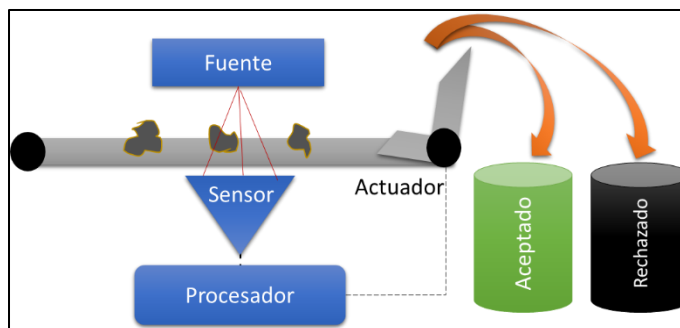 Fuente
Sensor
Actuador
Procesador
Aceptado
Rechazado